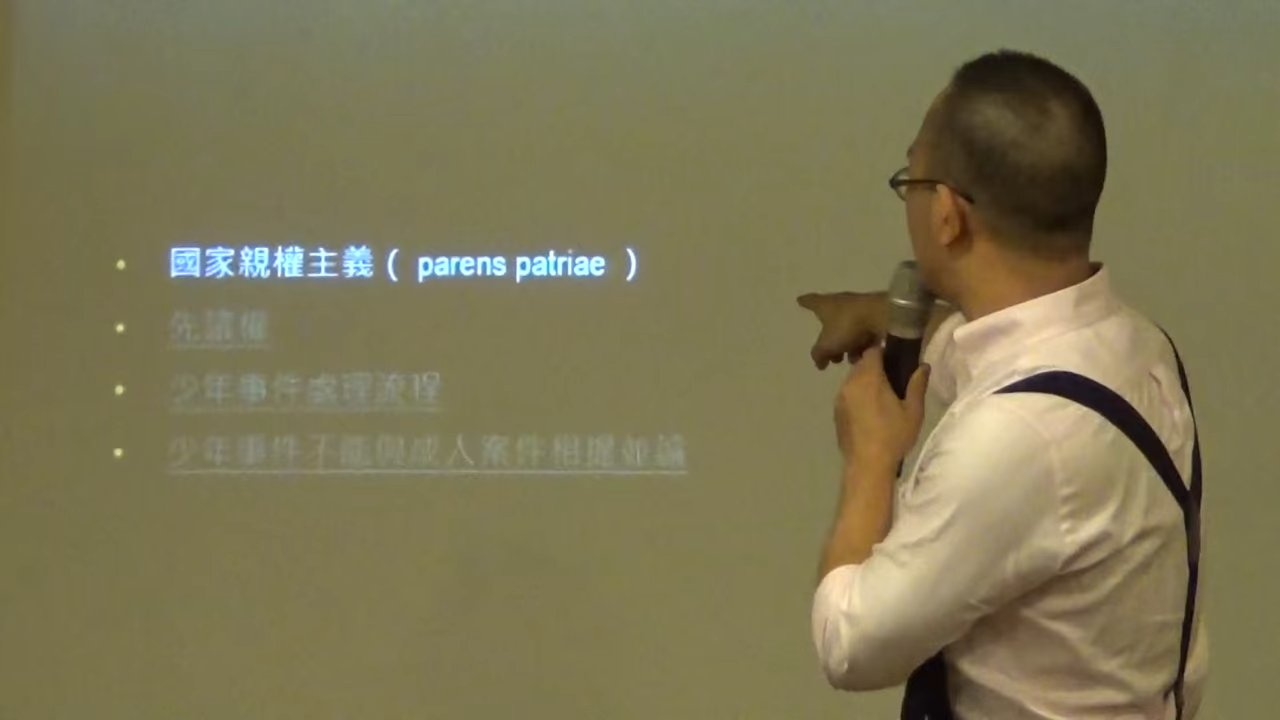 國家親權主義（ parens patriae ）
先議權
少年事件處理流程
少年事件不能與成人案件相提並論